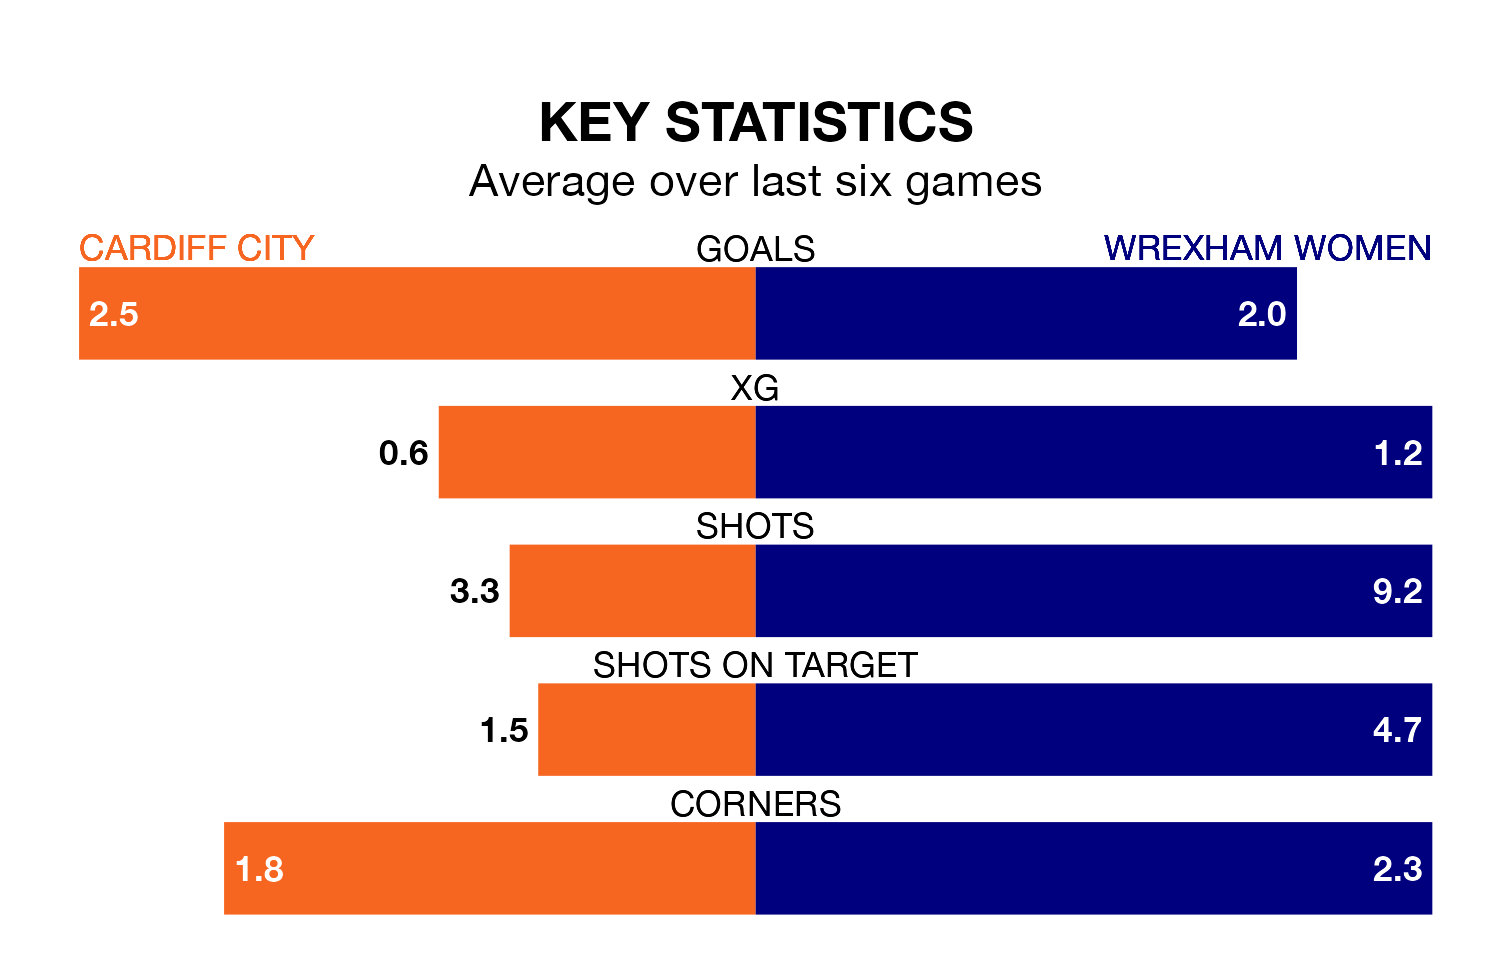 KEY STATISTICS
Average over last six games
CARDIFF CITY GOALS WREXHAM WOMEN
2.5 2.0
XG
0.6 1.2
SHOTS
3.3 9.2
SHOTS ON TARGET
1.5 4.7
CORNERS
1.8 2.3